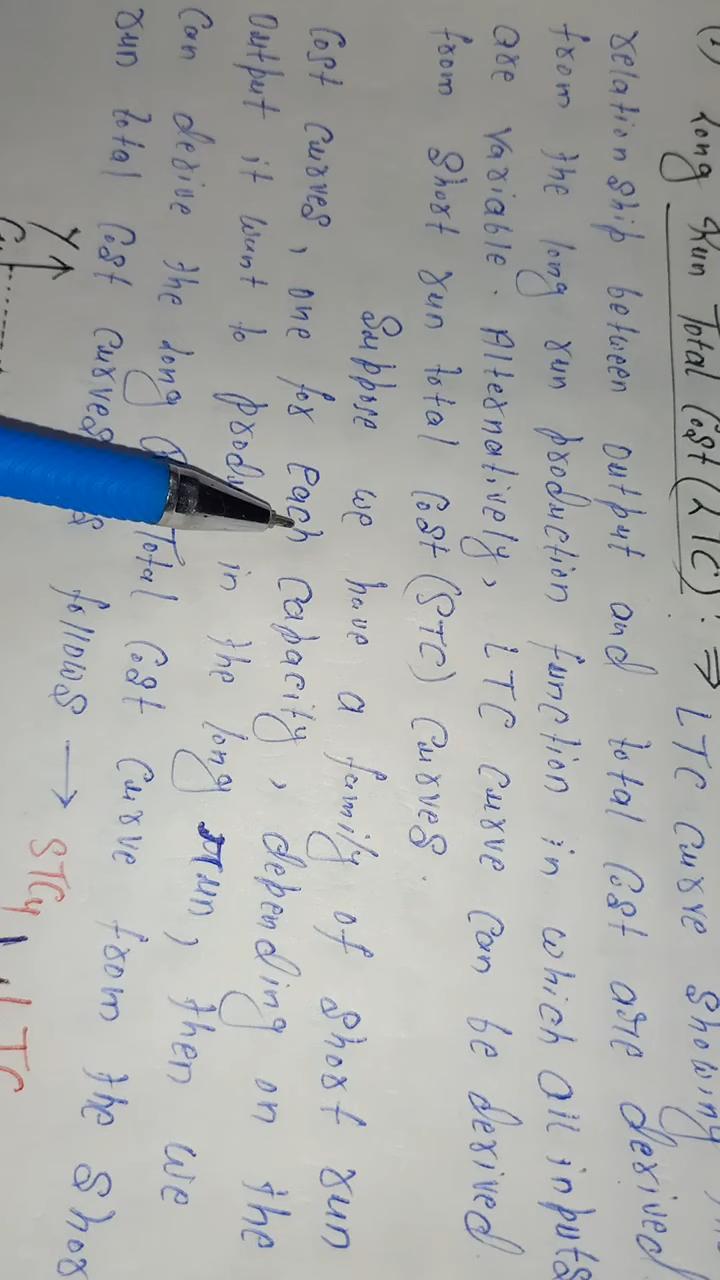 (1) Long Run Total Cost (LTC): ⇒ LTC curve showing the
relationship between output and total cost are derived
from the long run production function in which all inputs
are variable. Alternatively, LTC curve can be derived
from short run total cost (STC) curves.
Suppose we have a family of short run
cost curves, one for each capacity, depending on the
output it want to in the long run, then we
can derive the long Total cost curve from the
run total cost curves follows →
Y
STC4 LTC